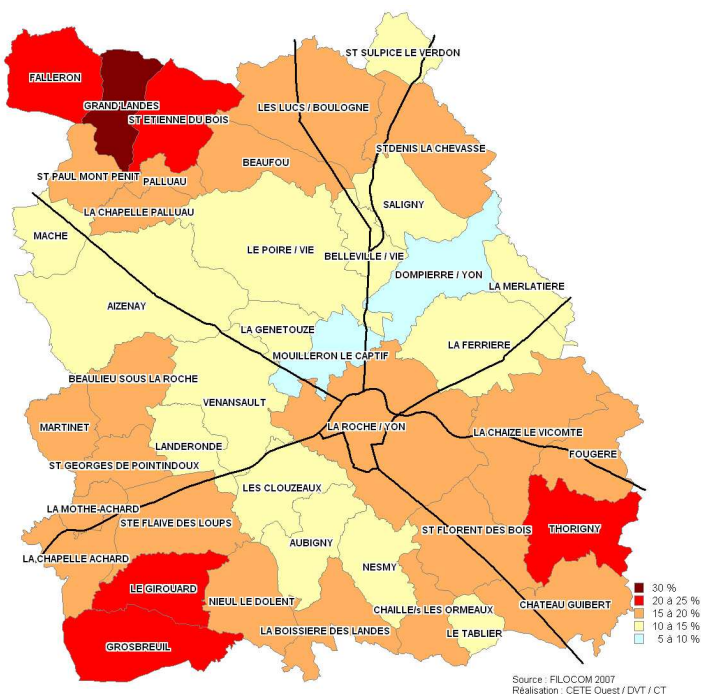 ST SULPICE LE VERDON
FALLERON
GRAND'LANDES
LES LUCS / BOULOGNE
ST ETIENNE DU BOIS
ST DENIS LA CHEVASSE
BEAUFOU
ST PAUL MONT PENIT
PALLUAU
SALIGNY
LA CHAPELLE PALLUAU
MACHE
LE POIRE / VIE
BELLEVILLE / VIE
DOMPIERRE / YON
LA MERLATIERE
AIZENAY
LA GENETOUZE
LA FERRIERE
MOUILLERON LE CAPTIF
BEAULIEU SOUS LA ROCHE
VENANSAULT
MARTINET
LA ROCHE / YON
LA CHAIZE LE VICOMTE
LANDERONDE
FOUGERE
ST GEORGES DE POINTINDOUX
LES CLOUZEAUX
LA MOTHE-ACHARD
STE FLAIVE DES LOUPS
ST FLORENT DES BOIS
THORIGNY
AUBIGNY
LA CHAPELLE ACHARD
NESMY
LE GIROUARD
NIEUL LE DOLENT
CHAILLE/s LES ORMEAUX
CHATEAU GUIBERT
LA BOISSIERE DES LANDES
LE TABLIER
GROSBREUIL
30 %
20 à 25 %
15 à 20 %
10 à 15 %
5 à 10 %
Source : FILOCOM 2007
Réalisation : CETE Ouest / DVT / CT